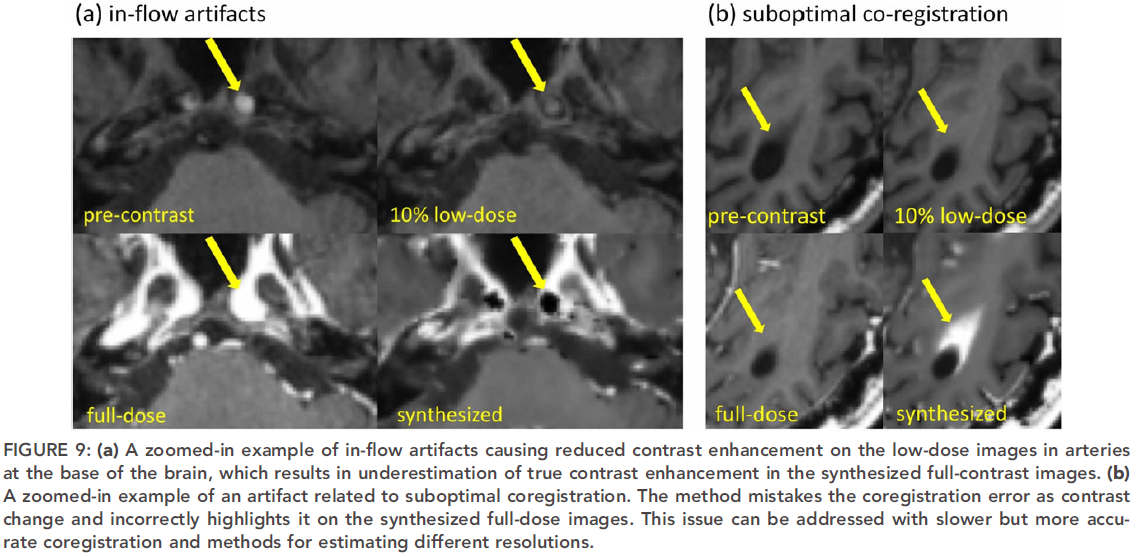 (a) in-flow artifacts
(b) suboptimal co-registration
pre-contrast
10% low-dose
pre-contrast
10% low-dose
full-dose
synthesized
full-dose
synthesized
FIGURE 9: (a) A zoomed-in example of in-flow artifacts causing reduced contrast enhancement on the low-dose images in arteries
at the base of the brain, which results in underestimation of true contrast enhancement in the synthesized full-contrast images. (b)
A zoomed-in example of an artifact related to suboptimal coregistration. The method mistakes the coregistration error as contrast
change and incorrectly highlights it on the synthesized full-dose images. This issue can be addressed with slower but more accu-
rate coregistration and methods for estimating different resolutions.